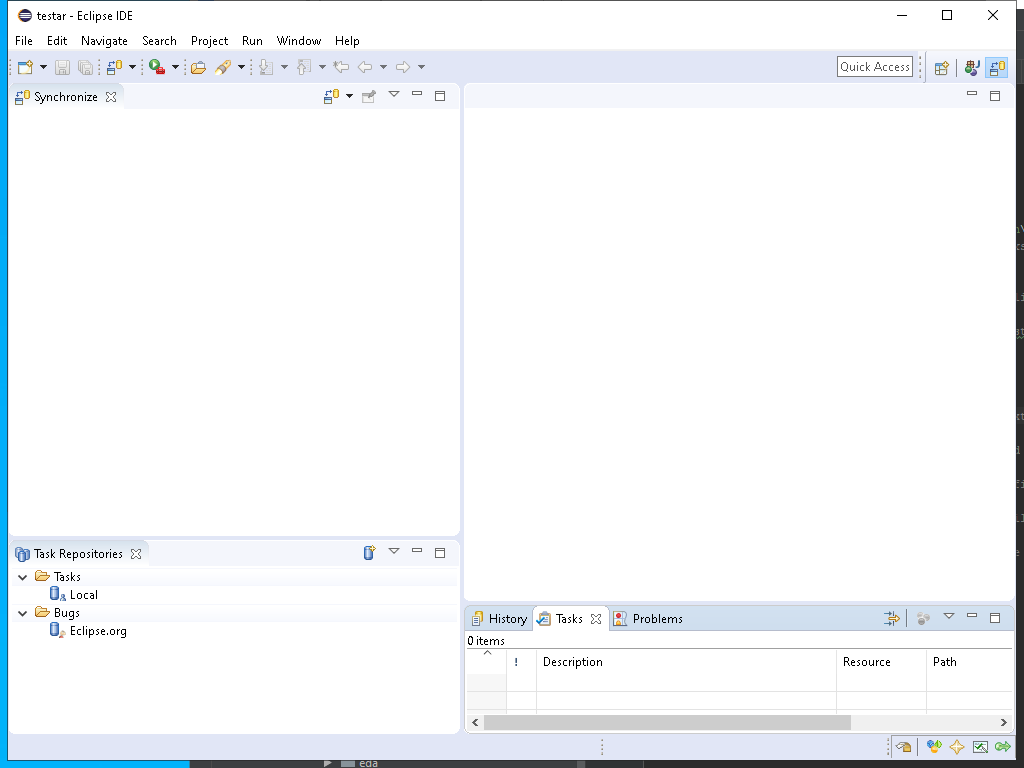 testar - Eclipse IDE
File Edit Navigate Search Project Run Window Help
Quick Access
Synchronize
Task Repositories
Tasks
Local
Bugs
Eclipse.org
History Tasks Problems
0 items
! Description Resource Path
eda